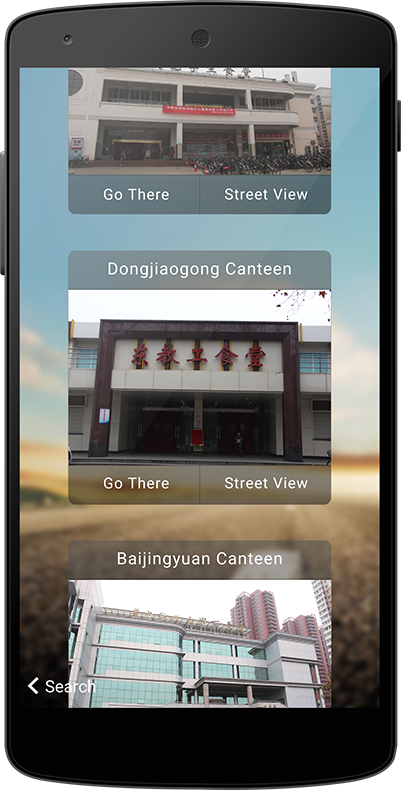 Go There
Street View
Dongjiaogong Canteen
东教工食堂
Go There
Street View
Baijingyuan Canteen
Search